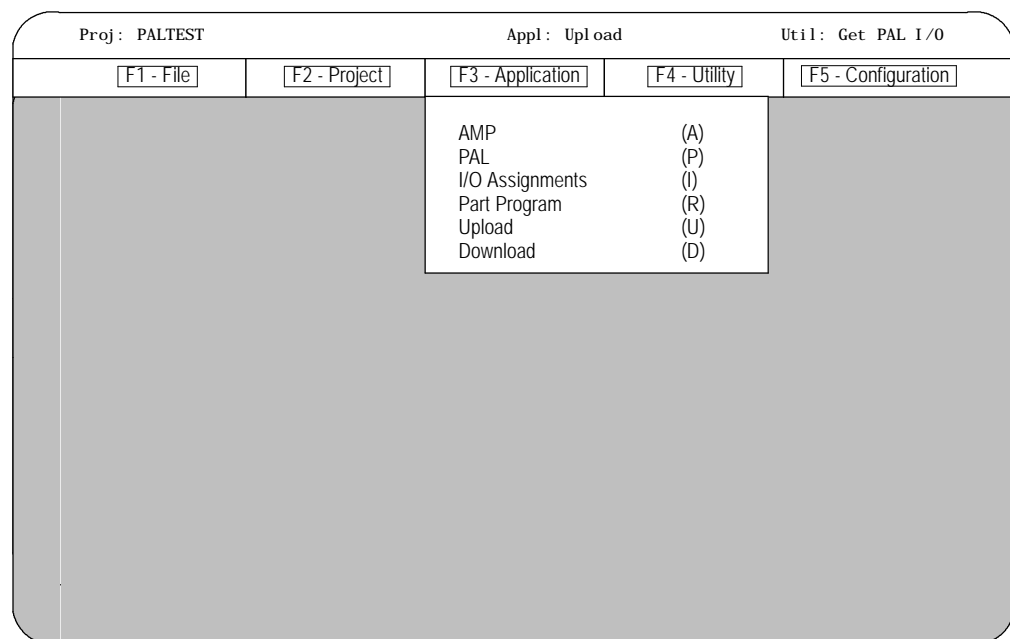 Proj: PALTEST Appl: Upload Util: Get PAL I/O
F1 - File F2 - Project F3 - Application F4 - Utility F5 - Configuration
AMP (A)
PAL (P)
I/O Assignments (I)
Part Program (R)
Upload (U)
Download (D)